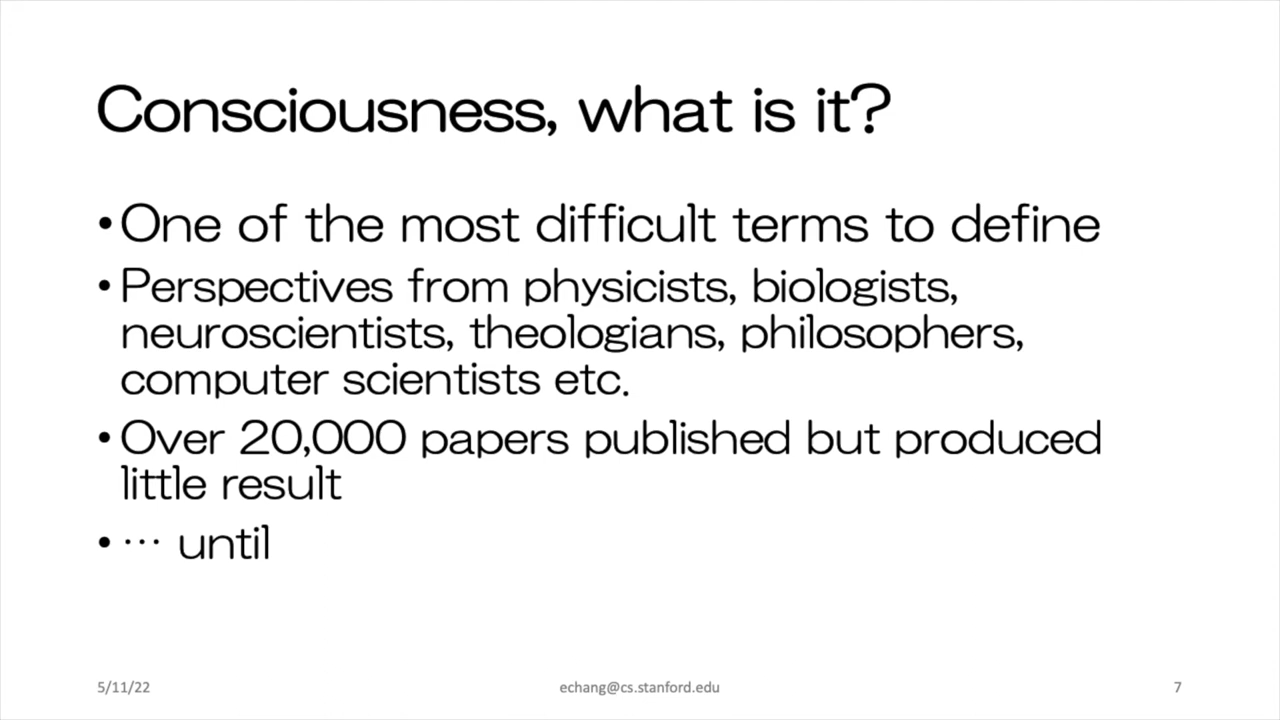 Consciousness, what is it?
• One of the most difficult terms to define
• Perspectives from physicists, biologists,
neuroscientists, theologians, philosophers,
computer scientists etc.
• Over 20,000 papers published but produced
little result
• … until
5/11/22
echang@cs.stanford.edu
7